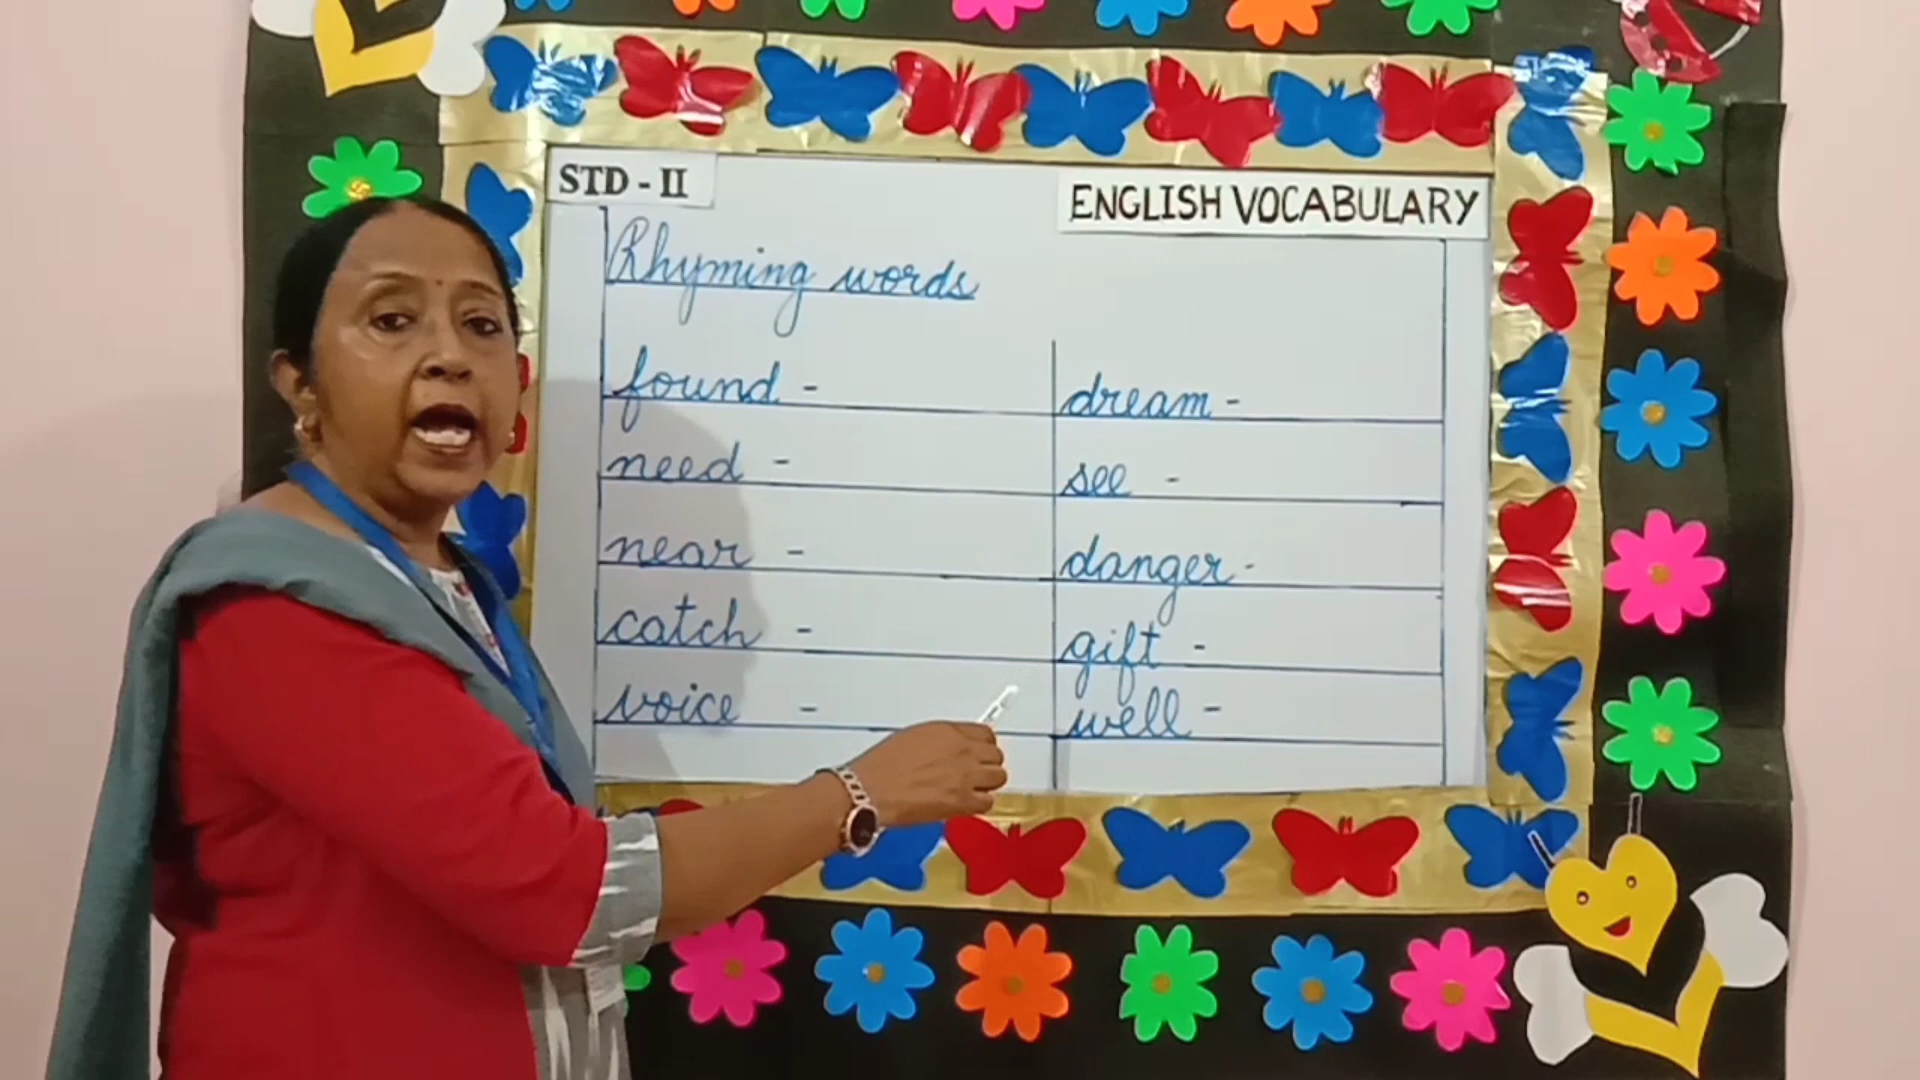 STD - II
ENGLISH VOCABULARY
Rhyming words
found -
need -
near -
catch -
voice -
dream -
see -
danger -
gift -
well -